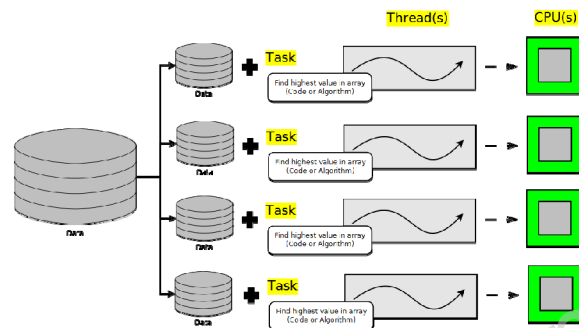 Thread(s)
CPU(s)
Task
Find highest value in array
(Code or Algorithm)
Data
Task
Find highest value in array
(Code or Algorithm)
Data
Data
Task
Find highest value in array
(Code or Algorithm)
Data
Task
Find highest value in array
(Code or Algorithm)
Data